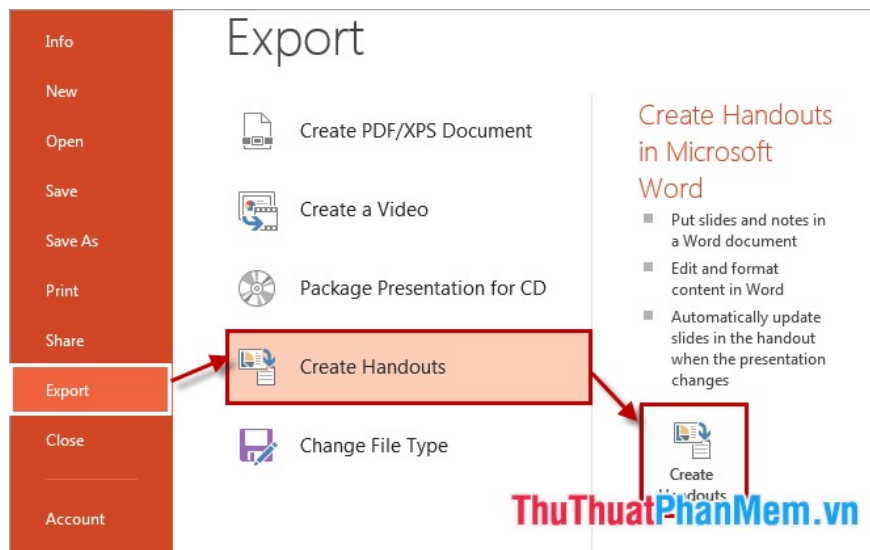 Info
New
Open
Save
Save As
Print
Share
Export
Close
Account
Export
Create PDF/XPS Document
Create a Video
Package Presentation for CD
Create Handouts
Change File Type
Create Handouts
in Microsoft
Word
Put slides and notes in
a Word document
Edit and format
content in Word
Automatically update
slides in the handout
when the presentation
changes
Create
Handouts
ThuThuatPhanMem.vn